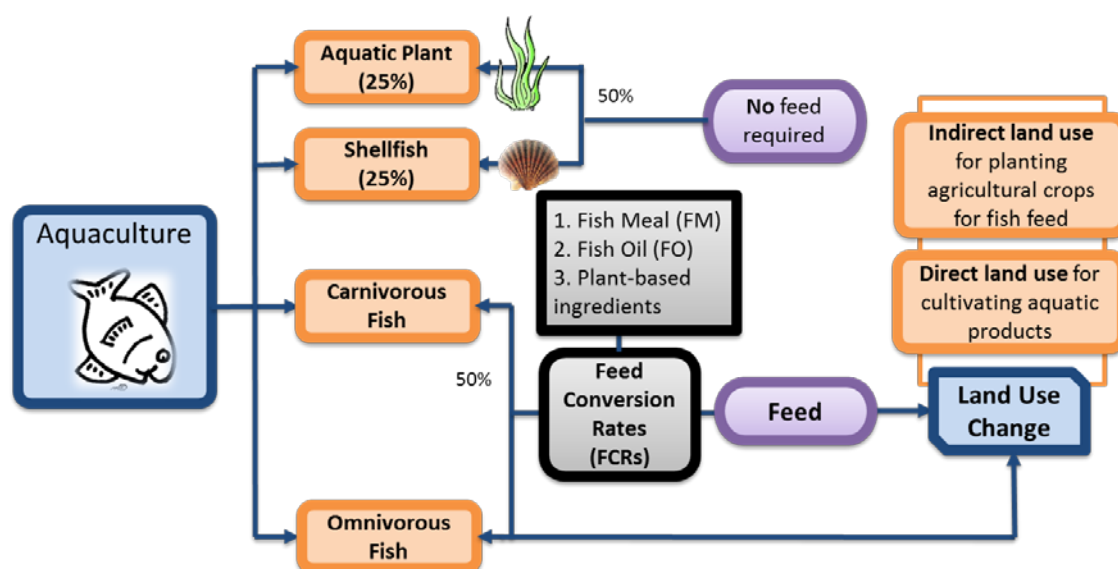 Aquatic Plant
(25%)
50%
No feed
required
Shellfish
(25%)
Indirect land use
for planting
agricultural crops
for fish feed
Aquaculture
1. Fish Meal (FM)
2. Fish Oil (FO)
3. Plant-based
ingredients
Direct land use for
cultivating aquatic
products
Carnivorous
Fish
50%
Feed
Conversion
Rates
(FCRs)
Feed
Land Use
Change
Omnivorous
Fish